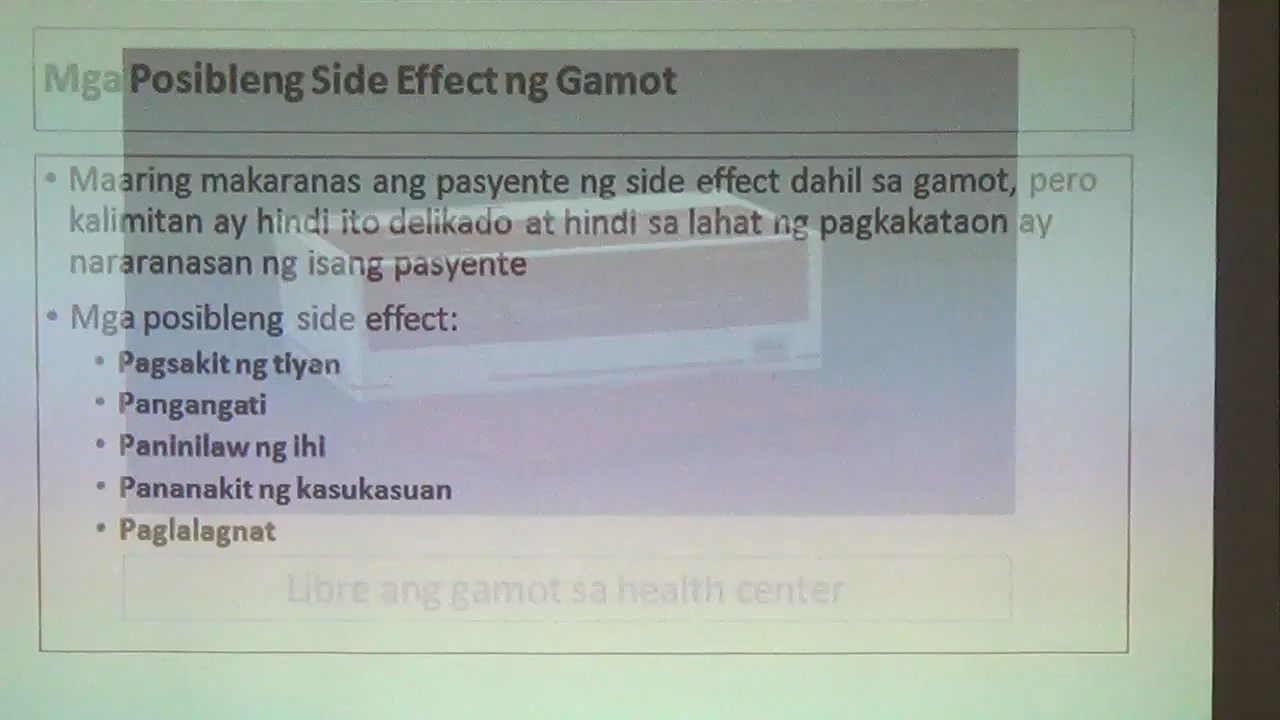 Mga Posibleng Side Effect ng Gamot
• Maaring makaranas ang pasyente ng side effect dahil sa gamot, pero
kalimitan ay hindi ito delikado at hindi sa lahat ng pagkakataon ay
nararanasan ng isang pasyente
• Mga posibleng side effect:
• Pagsakit ng tiyan
• Pangangati
• Paninilaw ng ihi
• Pananakit ng kasukasuan
• Paglalagnat
Libre ang gamot sa health center